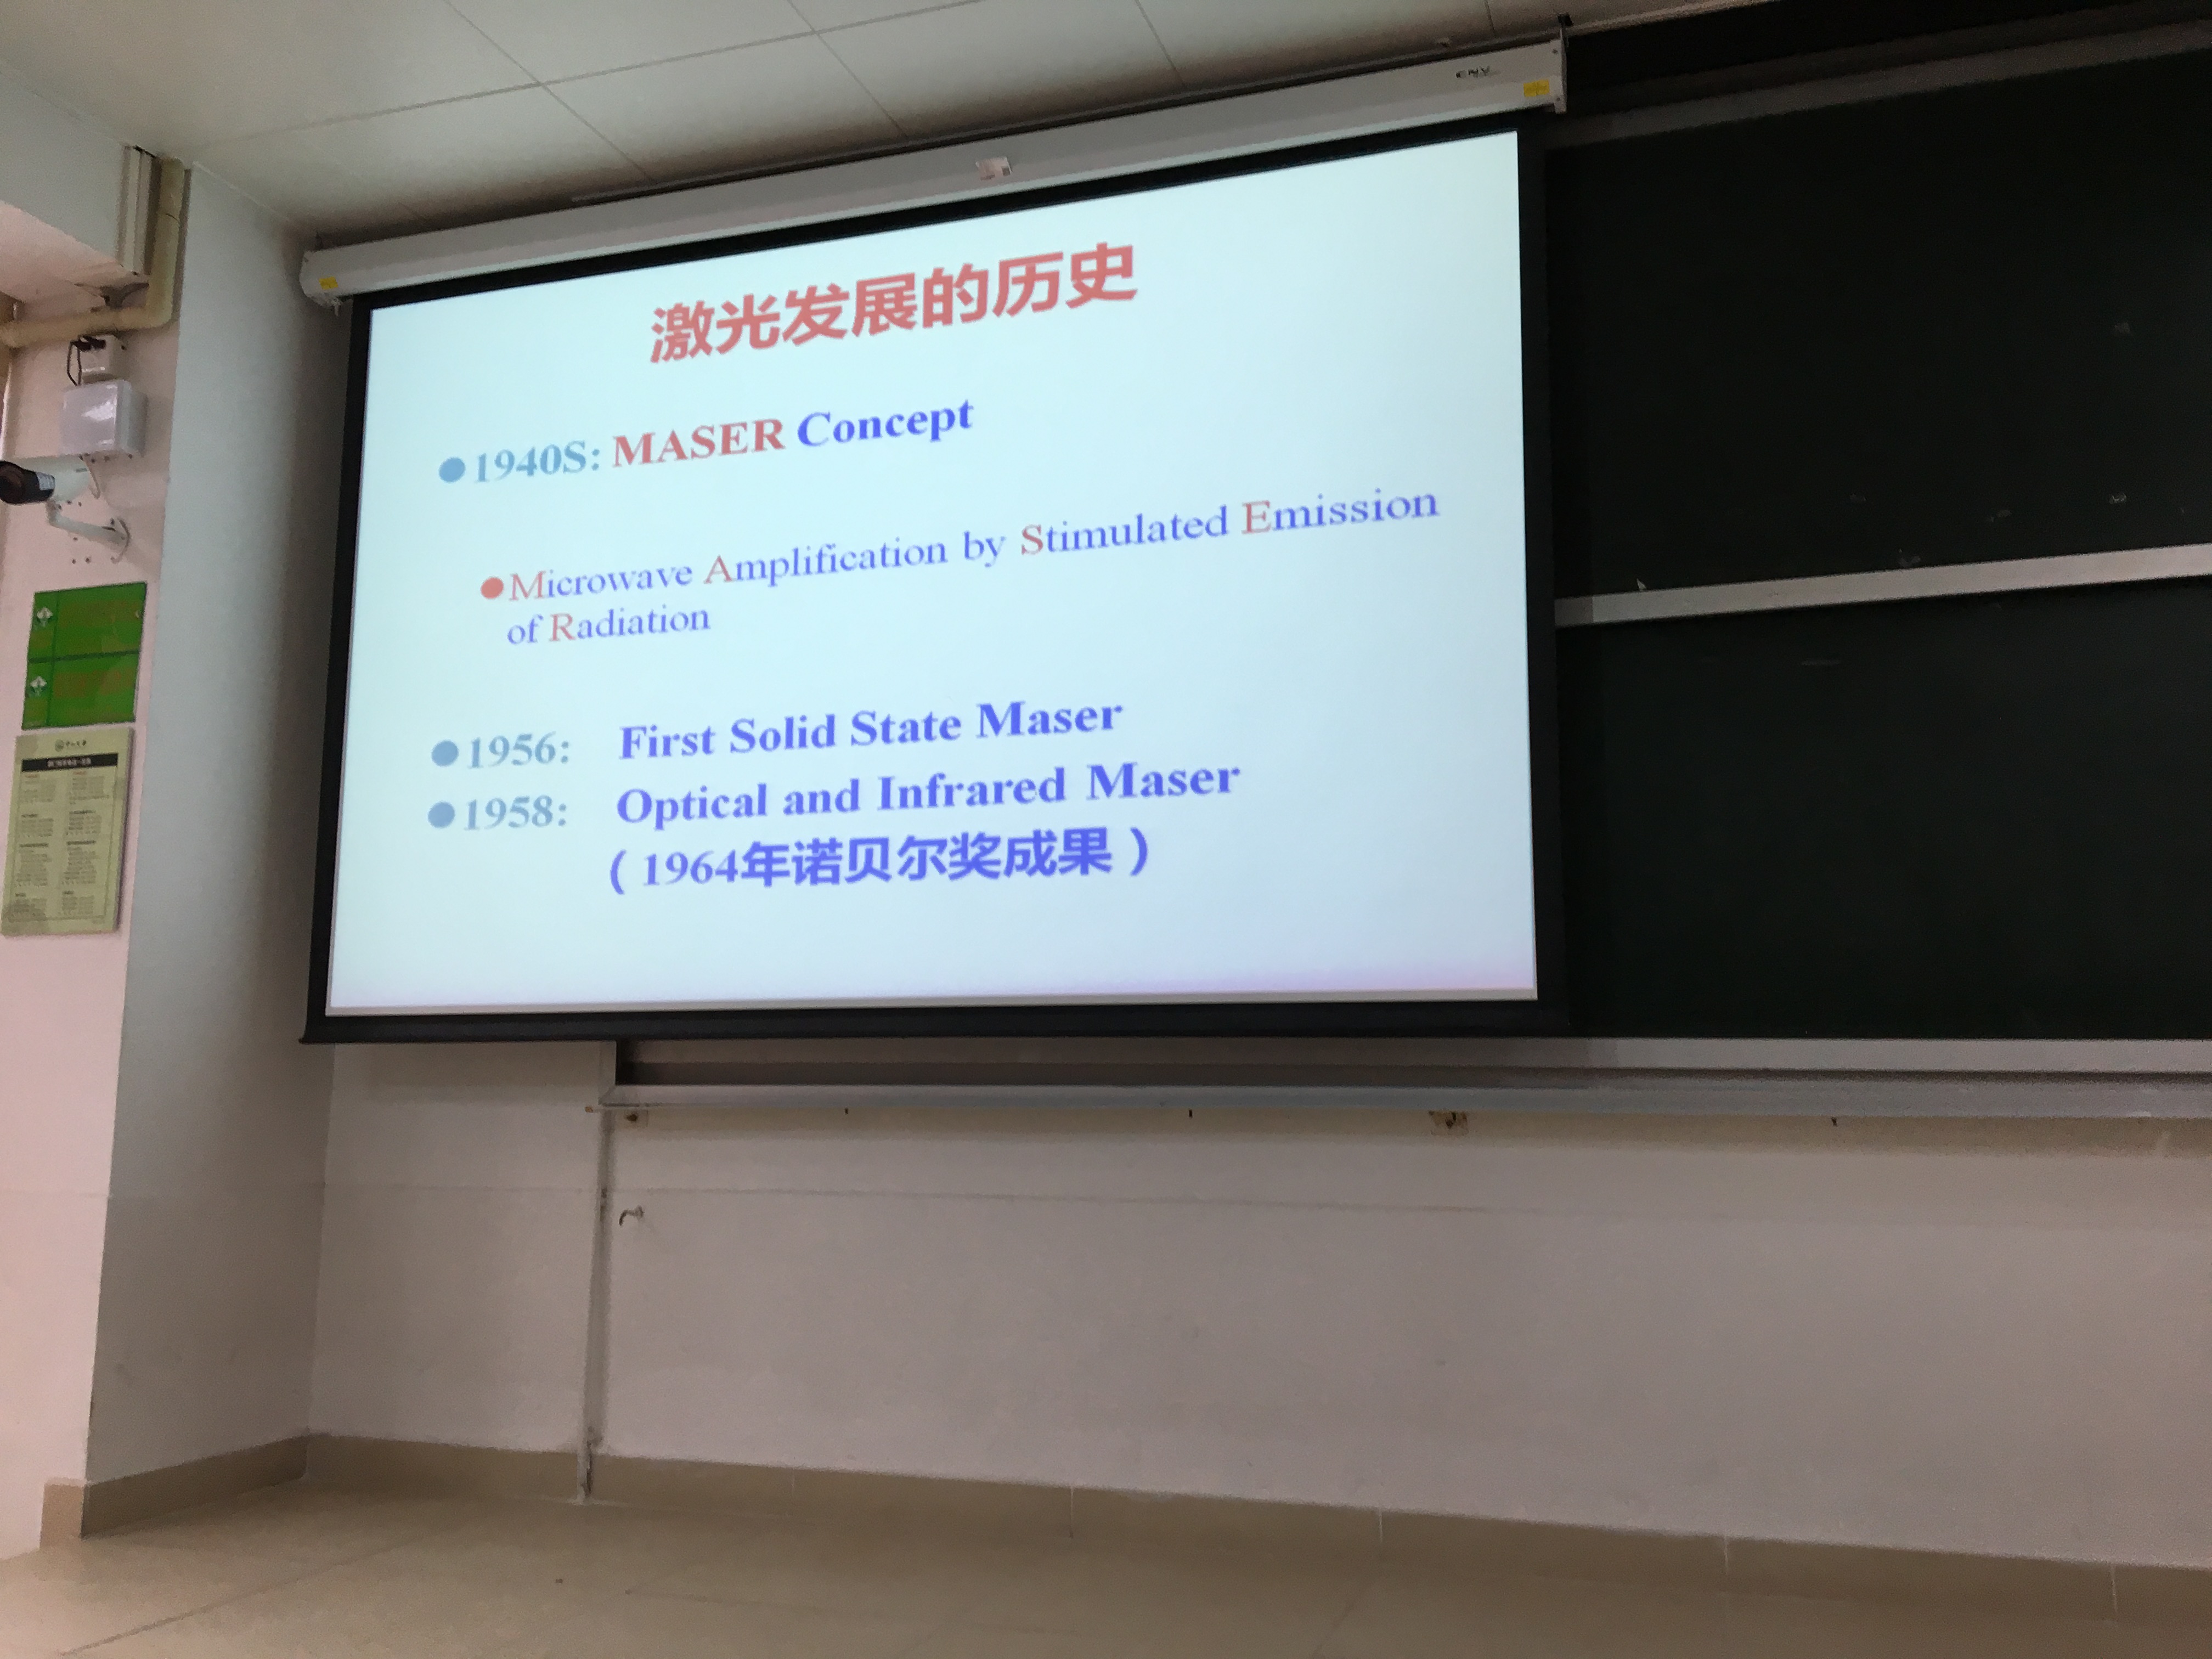 ENV
激光发展的历史
●1940S: MASER Concept
●Microwave Amplification by Stimulated Emission
of Radiation
●1956: First Solid State Maser
●1958: Optical and Infrared Maser
（1964年诺贝尔奖成果）